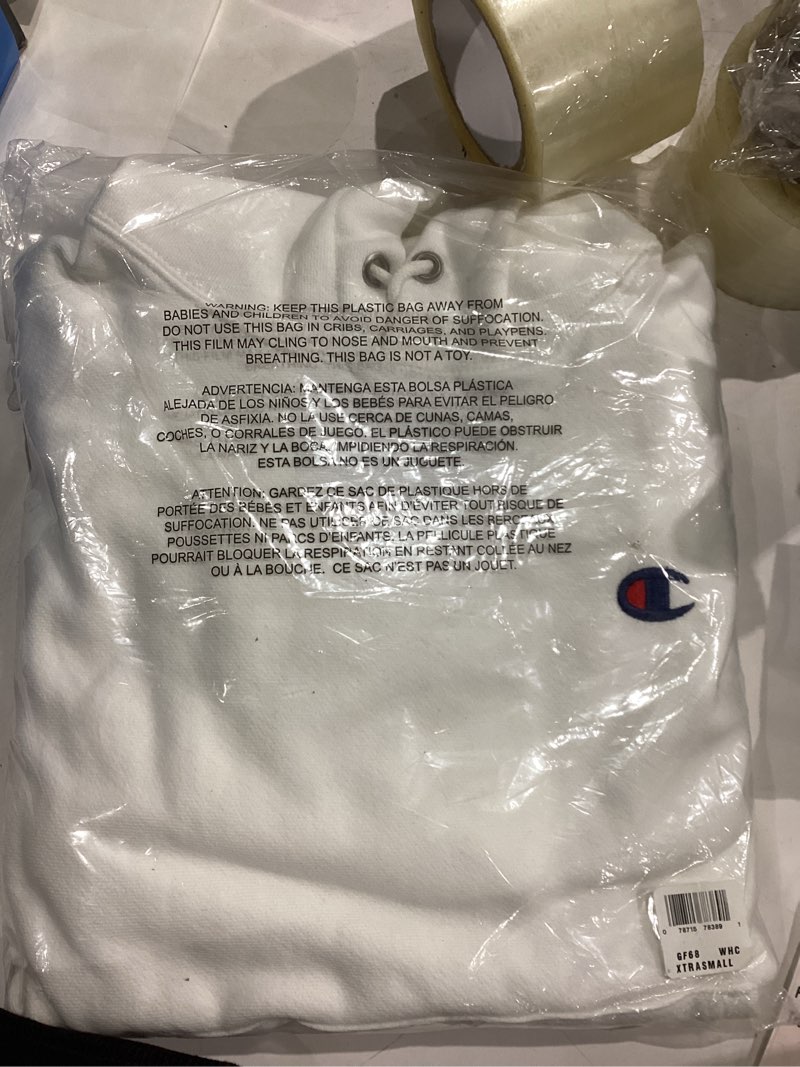 WARNING: KEEP THIS PLASTIC BAG AWAY FROM
BABIES AND CHILDREN TO AVOID DANGER OF SUFFOCATION.
DO NOT USE THIS BAG IN CRIBS, CARRIAGES, AND PLAYPENS.
THIS FILM MAY CLING TO NOSE AND MOUTH AND PREVENT
BREATHING. THIS BAG IS NOT A TOY.
ADVERTENCIA: MANTENGA ESTA BOLSA PLÁSTICA
ALEJADA DE LOS NIÑOS Y LOS BEBÉS PARA EVITAR EL PELIGRO
DE ASFIXIA. NO LA USE CERCA DE CUNAS, CAMAS,
COCHES, O CORRALES DE JUEGO. EL PLÁSTICO PUEDE OBSTRUIR
LA NARIZ Y LA BOCA, IMPIDIENDO LA RESPIRACIÓN.
ESTA BOLSA NO ES UN JUGUETE.
ATTENTION: GARDEZ CE SAC DE PLASTIQUE HORS DE
PORTÉE DES BÉBÉS ET ENFANTS AFIN D'ÉVITER TOUT RISQUE DE
SUFFOCATION. NE PAS UTILISER CE SAC DANS LES BERCEAUX,
POUSSETTES NI PARCS D'ENFANTS. LA PELLICULE PLASTIQUE
POURRAIT BLOQUER LA RESPIRATION EN RESTANT COLLÉE AU NEZ
OU À LA BOUCHE. CE SAC N'EST PAS UN JOUET.
0 78715 78389 1
GF68 WHC
XTRASMALL